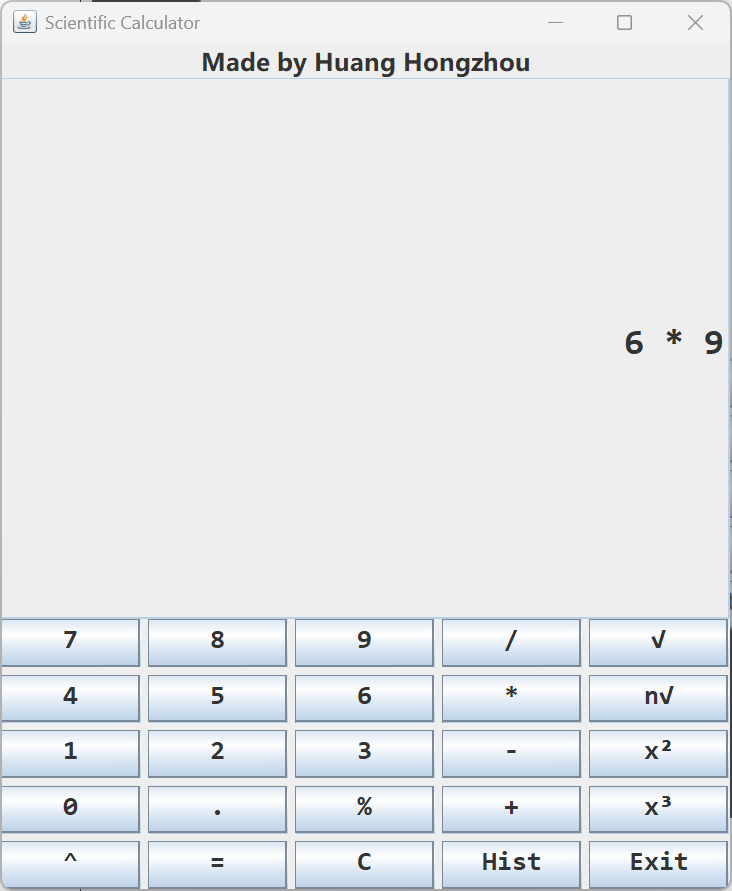 Scientific Calculator
Made by Huang Hongzhou
6 * 9
7 8 9 / √
4 5 6 * n√
1 2 3 - x²
0 . % + x³
^ = C Hist Exit